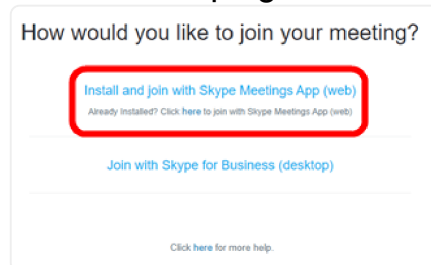 How would you like to join your meeting?
Install and join with Skype Meetings App (web)
Already installed? Click here to join with Skype Meetings App (web)
Join with Skype for Business (desktop)
Click here for more help.